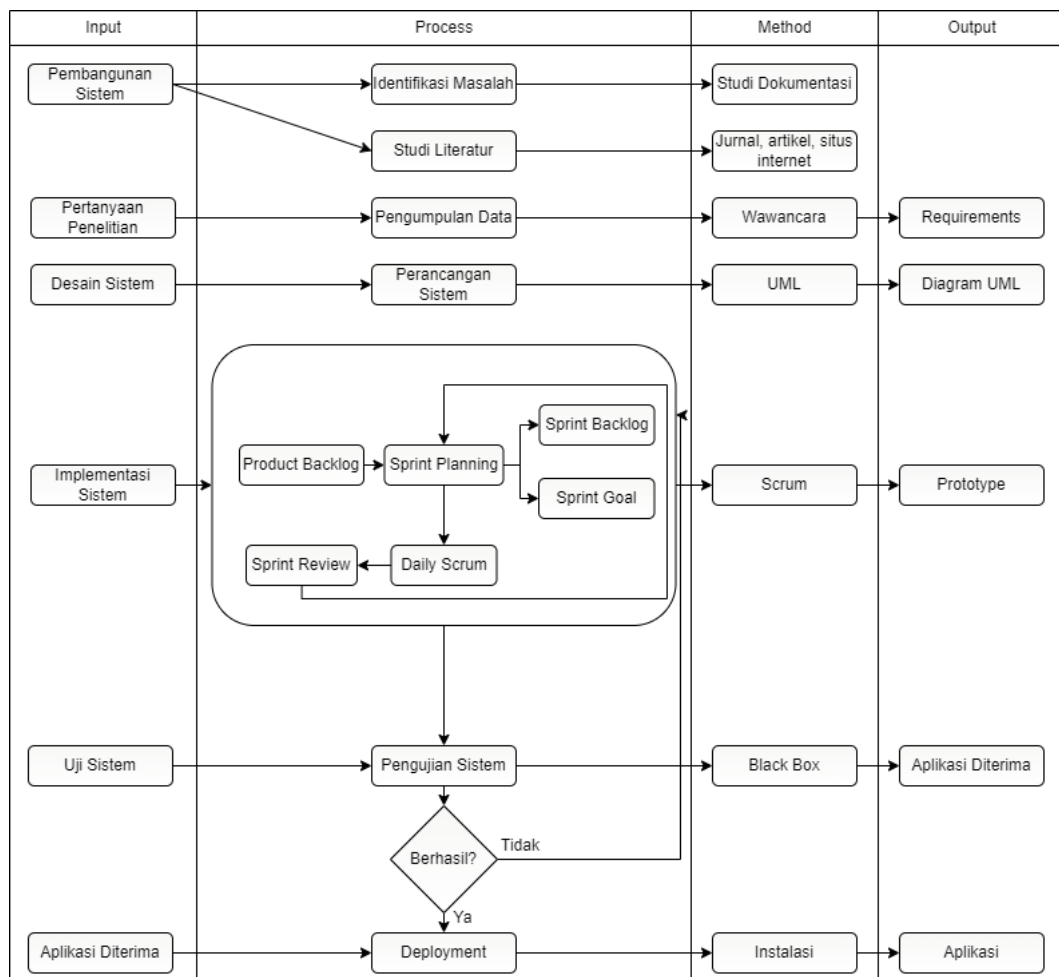 Input
Process
Method
Output
Pembangunan
Sistem
Identifikasi Masalah
Studi Dokumentasi
Studi Literatur
Jurnal, artikel, situs
internet
Pertanyaan
Penelitian
Pengumpulan Data
Wawancara
Requirements
Desain Sistem
Perancangan
Sistem
UML
Diagram UML
Implementasi
Sistem
Product Backlog
Sprint Planning
Sprint Backlog
Sprint Goal
Sprint Review
Daily Scrum
Scrum
Prototype
Uji Sistem
Pengujian Sistem
Black Box
Aplikasi Diterima
Berhasil?
Tidak
Ya
Aplikasi Diterima
Deployment
Instalasi
Aplikasi